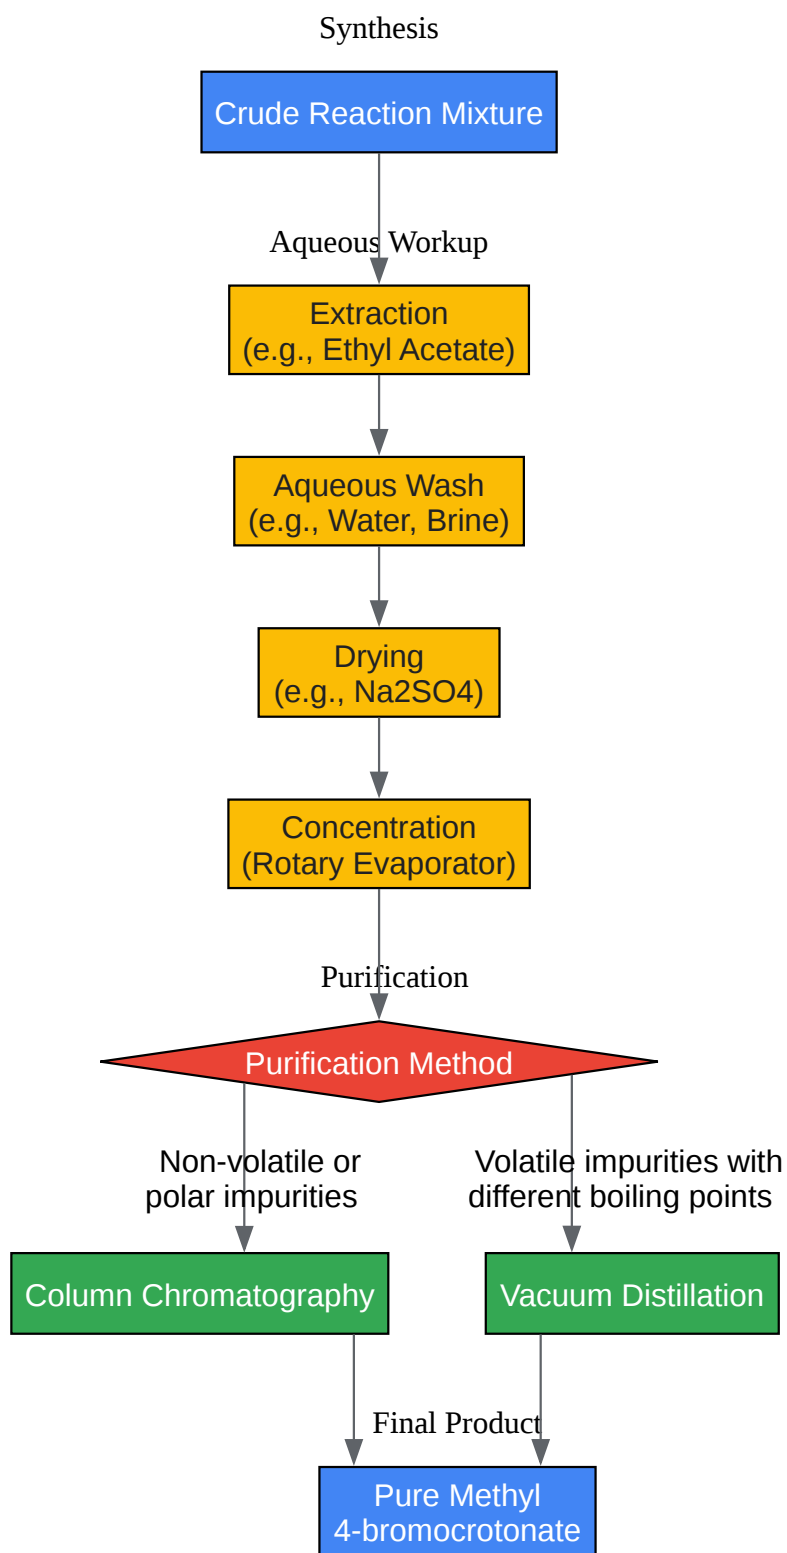 Synthesis
Crude Reaction Mixture
Aqueous Workup
Extraction
(e.g., Ethyl Acetate)
Aqueous Wash
(e.g., Water, Brine)
Drying
(e.g., Na2SO4)
Concentration
(Rotary Evaporator)
Purification
Purification Method
Non-volatile or
polar impurities
Volatile impurities with
different boiling points
Column Chromatography
Vacuum Distillation
Final Product
Pure Methyl
4-bromocrotonate